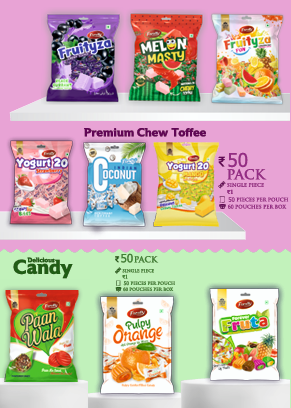 Fruityza
MELON
MASTY
Fruityza
FUN
Premium Chew Toffee
Yogurt 20
COCONUT
Yogurt 20
₹50
PACK
SINGLE PIECE
₹1
50 PIECES PER POUCH
60 POUCHES PER BOX
Delicious
Candy
₹50 PACK
SINGLE PIECE
₹1
50 PIECES PER POUCH
60 POUCHES PER BOX
Paan
Wala
Pulpy
Orange
Fruta